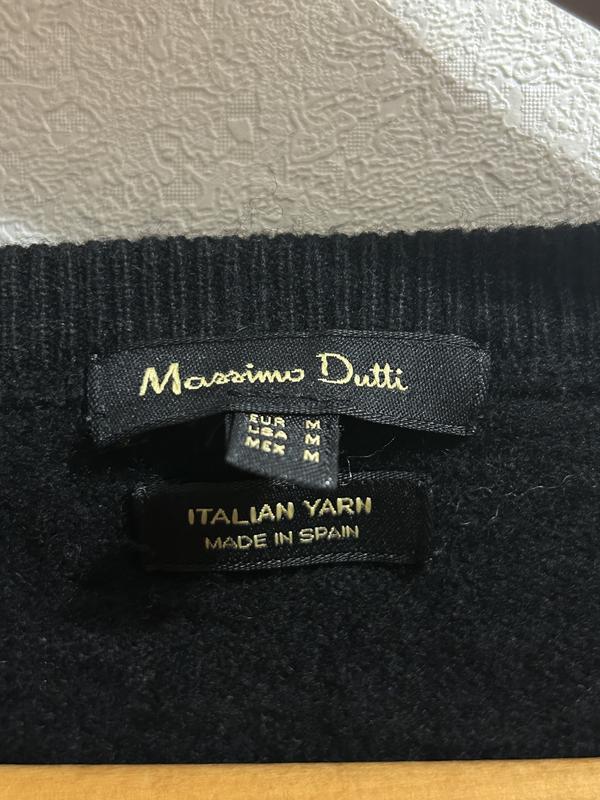 Massimo Dutti
EUR M
USA M
MEX M
ITALIAN YARN
MADE IN SPAIN